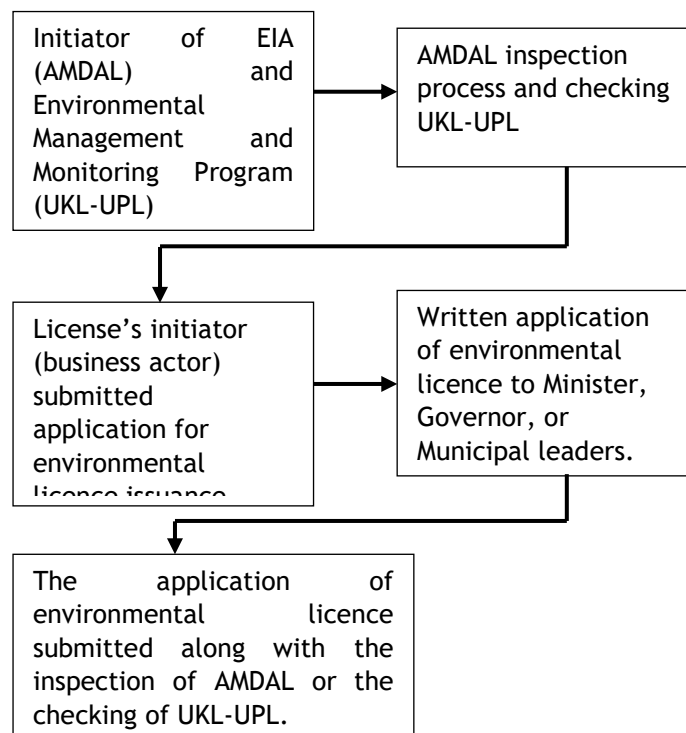 Initiator of EIA
(AMDAL) and
Environmental
Management and
Monitoring Program
(UKL-UPL)
AMDAL inspection
process and checking
UKL-UPL
License's initiator
(business actor)
submitted
application for
environmental
licence issuance
Written application
of environmental
licence to Minister,
Governor, or
Municipal leaders.
The application of
environmental licence
submitted along with the
inspection of AMDAL or the
checking of UKL-UPL.